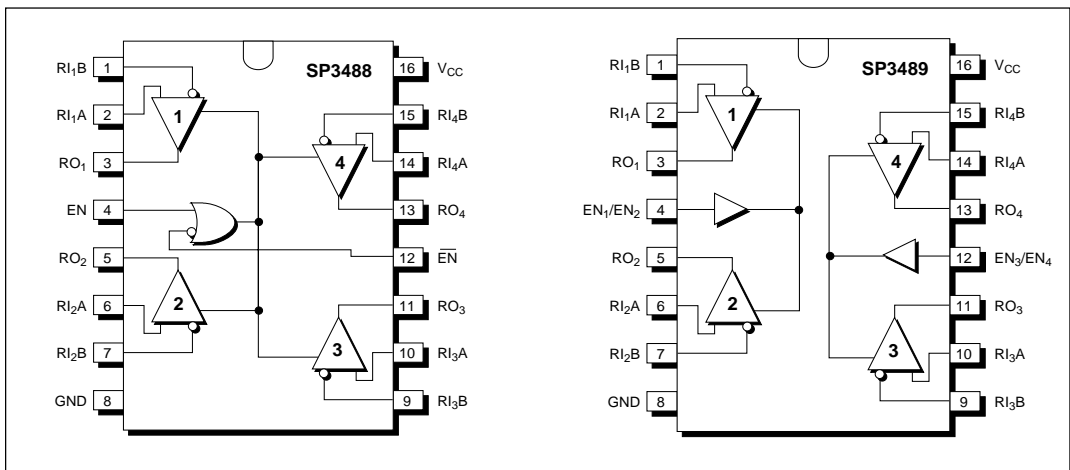 SP3488
RI₁B 1
RI₁A 2
RO₁ 3
EN 4
RO₂ 5
RI₂A 6
RI₂B 7
GND 8
16 V_CC
15 RI₄B
14 RI₄A
13 RO₄
12 E̅N̅
11 RO₃
10 RI₃A
9 RI₃B
1
2
3
4
SP3489
RI₁B 1
RI₁A 2
RO₁ 3
EN₁/EN₂ 4
RO₂ 5
RI₂A 6
RI₂B 7
GND 8
16 V_CC
15 RI₄B
14 RI₄A
13 RO₄
12 EN₃/EN₄
11 RO₃
10 RI₃A
9 RI₃B
1
2
3
4